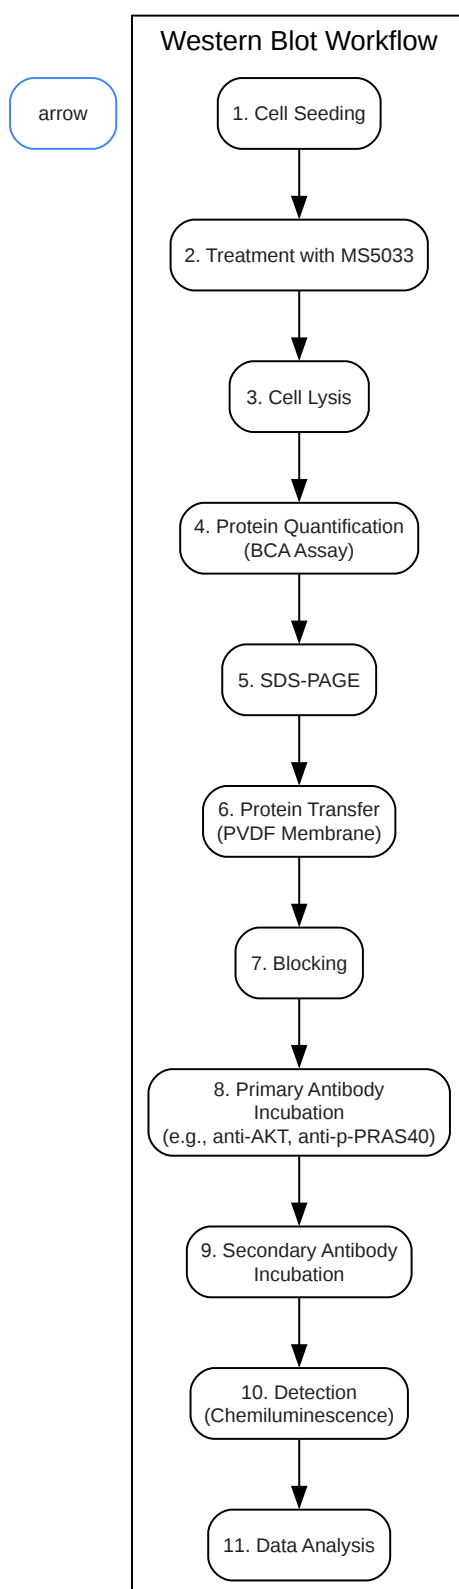 Western Blot Workflow
arrow
1. Cell Seeding
2. Treatment with MS5033
3. Cell Lysis
4. Protein Quantification
(BCA Assay)
5. SDS-PAGE
6. Protein Transfer
(PVDF Membrane)
7. Blocking
8. Primary Antibody
Incubation
(e.g., anti-AKT, anti-p-PRAS40)
9. Secondary Antibody
Incubation
10. Detection
(Chemiluminescence)
11. Data Analysis